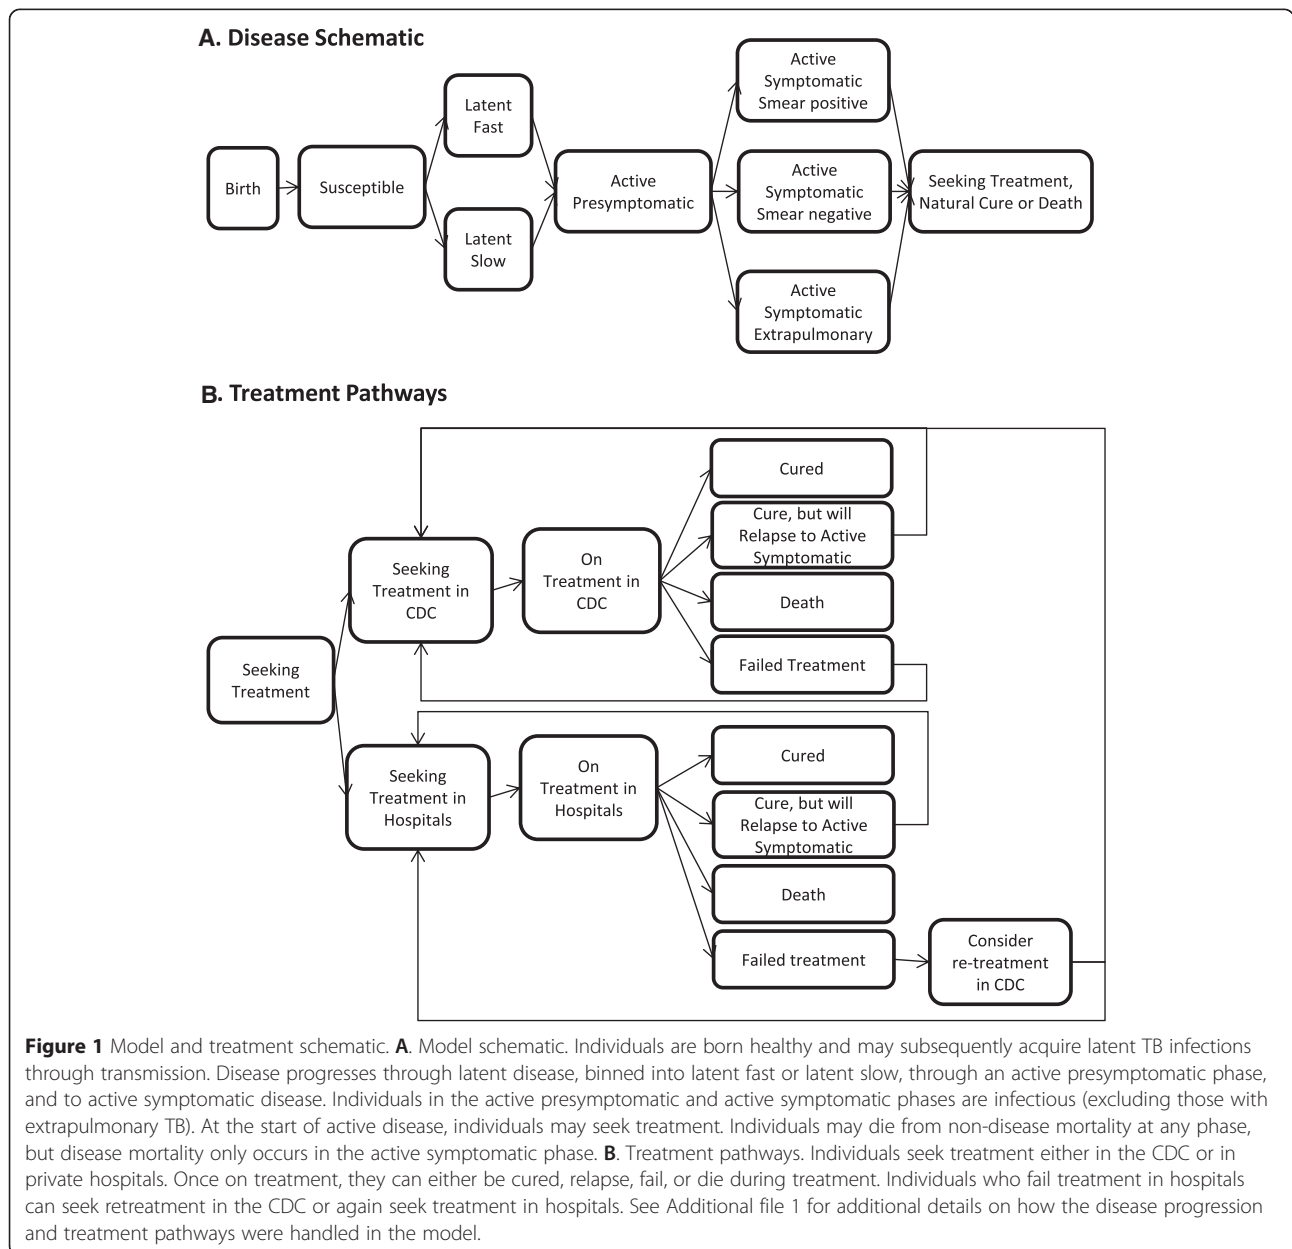 A. Disease Schematic
Birth
Susceptible
Latent
Fast
Latent
Slow
Active
Presymptomatic
Active
Symptomatic
Smear positive
Active
Symptomatic
Smear negative
Active
Symptomatic
Extrapulmonary
Seeking Treatment,
Natural Cure or Death
B. Treatment Pathways
Seeking
Treatment
Seeking
Treatment in
CDC
On
Treatment in
CDC
Cured
Cure, but will
Relapse to Active
Symptomatic
Death
Failed Treatment
Seeking
Treatment in
Hospitals
On
Treatment in
Hospitals
Cured
Cure, but will
Relapse to Active
Symptomatic
Death
Failed treatment
Consider
re-treatment
in CDC
Figure 1 Model and treatment schematic. A. Model schematic. Individuals are born healthy and may subsequently acquire latent TB infections
through transmission. Disease progresses through latent disease, binned into latent fast or latent slow, through an active presymptomatic phase,
and to active symptomatic disease. Individuals in the active presymptomatic and active symptomatic phases are infectious (excluding those with
extrapulmonary TB). At the start of active disease, individuals may seek treatment. Individuals may die from non-disease mortality at any phase,
but disease mortality only occurs in the active symptomatic phase. B. Treatment pathways. Individuals seek treatment either in the CDC or in
private hospitals. Once on treatment, they can either be cured, relapse, fail, or die during treatment. Individuals who fail treatment in hospitals
can seek retreatment in the CDC or again seek treatment in hospitals. See Additional file 1 for additional details on how the disease progression
and treatment pathways were handled in the model.